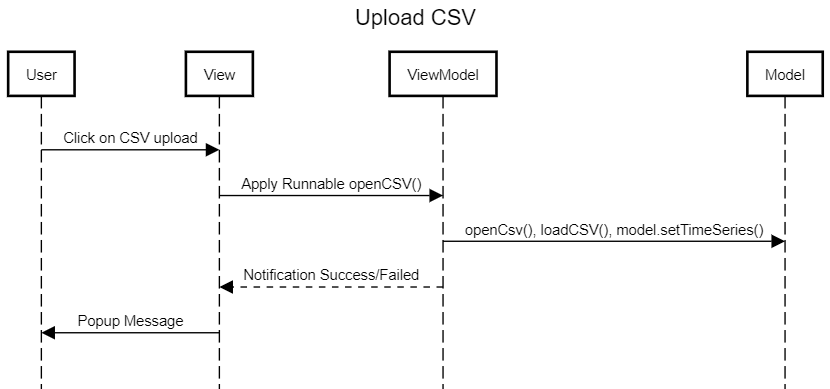 Upload CSV
User
View
ViewModel
Model
Click on CSV upload
Apply Runnable openCSV()
openCsv(), loadCSV(), model.setTimeSeries()
Notification Success/Failed
Popup Message